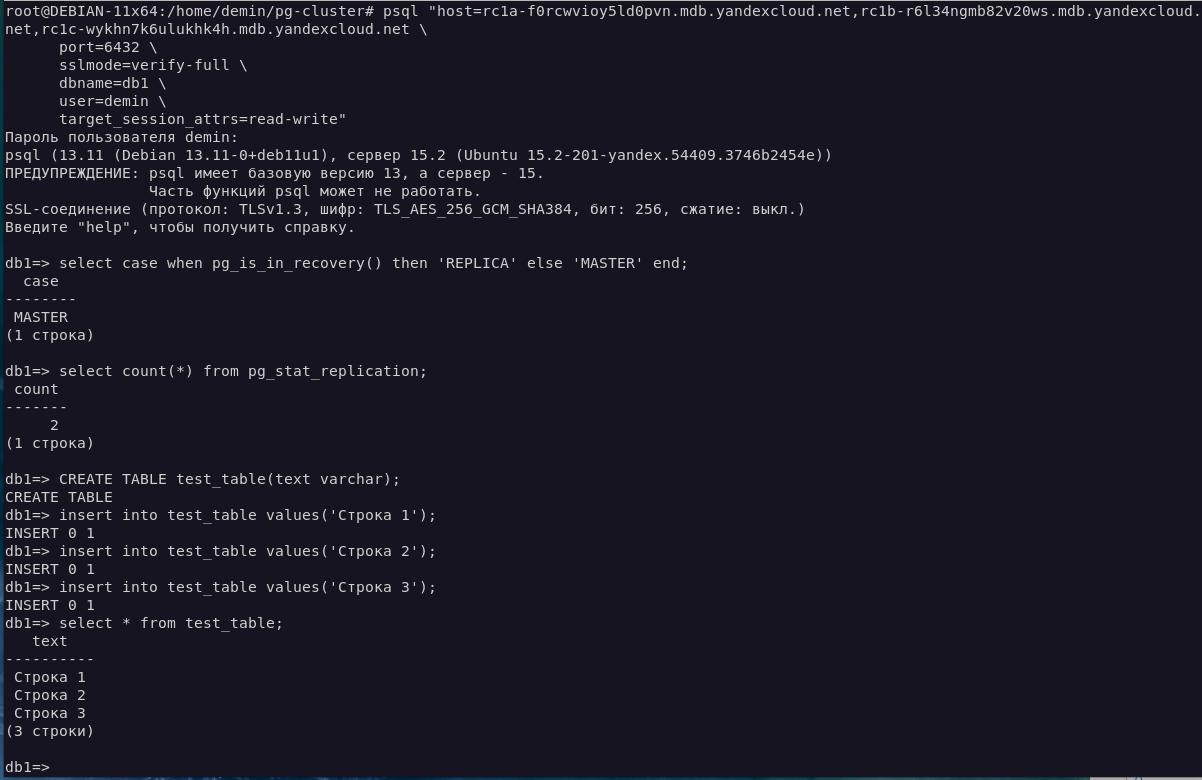 root@DEBIAN-11x64:/home/demin/pg-cluster# psql "host=rc1a-f0rcwvioy5ld0pvn.mdb.yandexcloud.net,rc1b-r6l34ngmb82v20ws.mdb.yandexcloud.
net,rc1c-wykhn7k6ulukhk4h.mdb.yandexcloud.net \
      port=6432 \
      sslmode=verify-full \
      dbname=db1 \
      user=demin \
      target_session_attrs=read-write"
Пароль пользователя demin:
psql (13.11 (Debian 13.11-0+deb11u1), сервер 15.2 (Ubuntu 15.2-201-yandex.54409.3746b2454e))
ПРЕДУПРЕЖДЕНИЕ: psql имеет базовую версию 13, а сервер - 15.
                Часть функций psql может не работать.
SSL-соединение (протокол: TLSv1.3, шифр: TLS_AES_256_GCM_SHA384, бит: 256, сжатие: выкл.)
Введите "help", чтобы получить справку.

db1=> select case when pg_is_in_recovery() then 'REPLICA' else 'MASTER' end;
  case
--------
 MASTER
(1 строка)

db1=> select count(*) from pg_stat_replication;
 count
-------
     2
(1 строка)

db1=> CREATE TABLE test_table(text varchar);
CREATE TABLE
db1=> insert into test_table values('Строка 1');
INSERT 0 1
db1=> insert into test_table values('Строка 2');
INSERT 0 1
db1=> insert into test_table values('Строка 3');
INSERT 0 1
db1=> select * from test_table;
   text
----------
 Строка 1
 Строка 2
 Строка 3
(3 строки)

db1=>